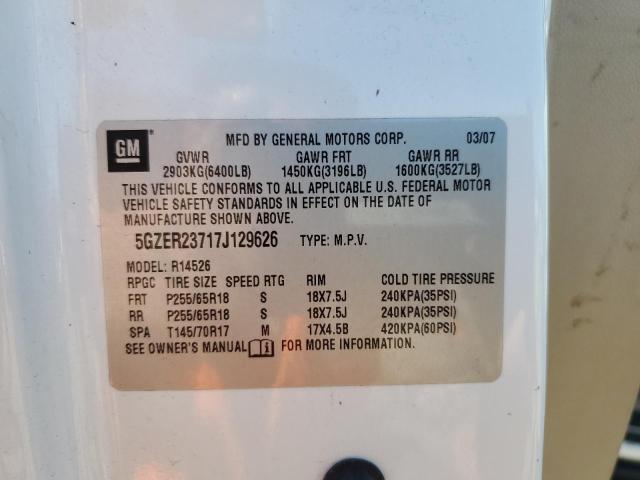 GM
MFD BY GENERAL MOTORS CORP. 03/07
GVWR GAWR FRT GAWR RR
2903KG(6400LB) 1450KG(3196LB) 1600KG(3527LB)
THIS VEHICLE CONFORMS TO ALL APPLICABLE U.S. FEDERAL MOTOR
VEHICLE SAFETY STANDARDS IN EFFECT ON THE DATE OF
MANUFACTURE SHOWN ABOVE.
5GZER23717J129626 TYPE: M.P.V.
MODEL: R14526
RPGC TIRE SIZE SPEED RTG RIM COLD TIRE PRESSURE
FRT P255/65R18 S 18X7.5J 240KPA(35PSI)
RR P255/65R18 S 18X7.5J 240KPA(35PSI)
SPA T145/70R17 M 17X4.5B 420KPA(60PSI)
SEE OWNER'S MANUAL FOR MORE INFORMATION.